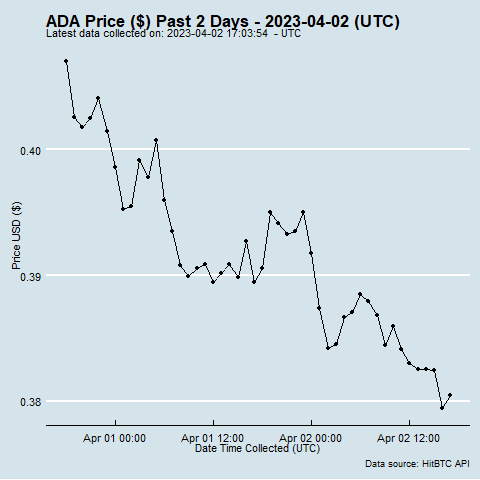 ADA Price ($) Past 2 Days - 2023-04-02 (UTC)
Latest data collected on: 2023-04-02 17:03:54 - UTC
0.40
0.39
0.38
Price USD ($)
Apr 01 00:00 Apr 01 12:00 Apr 02 00:00 Apr 02 12:00
Date Time Collected (UTC)
Data source: HitBTC API